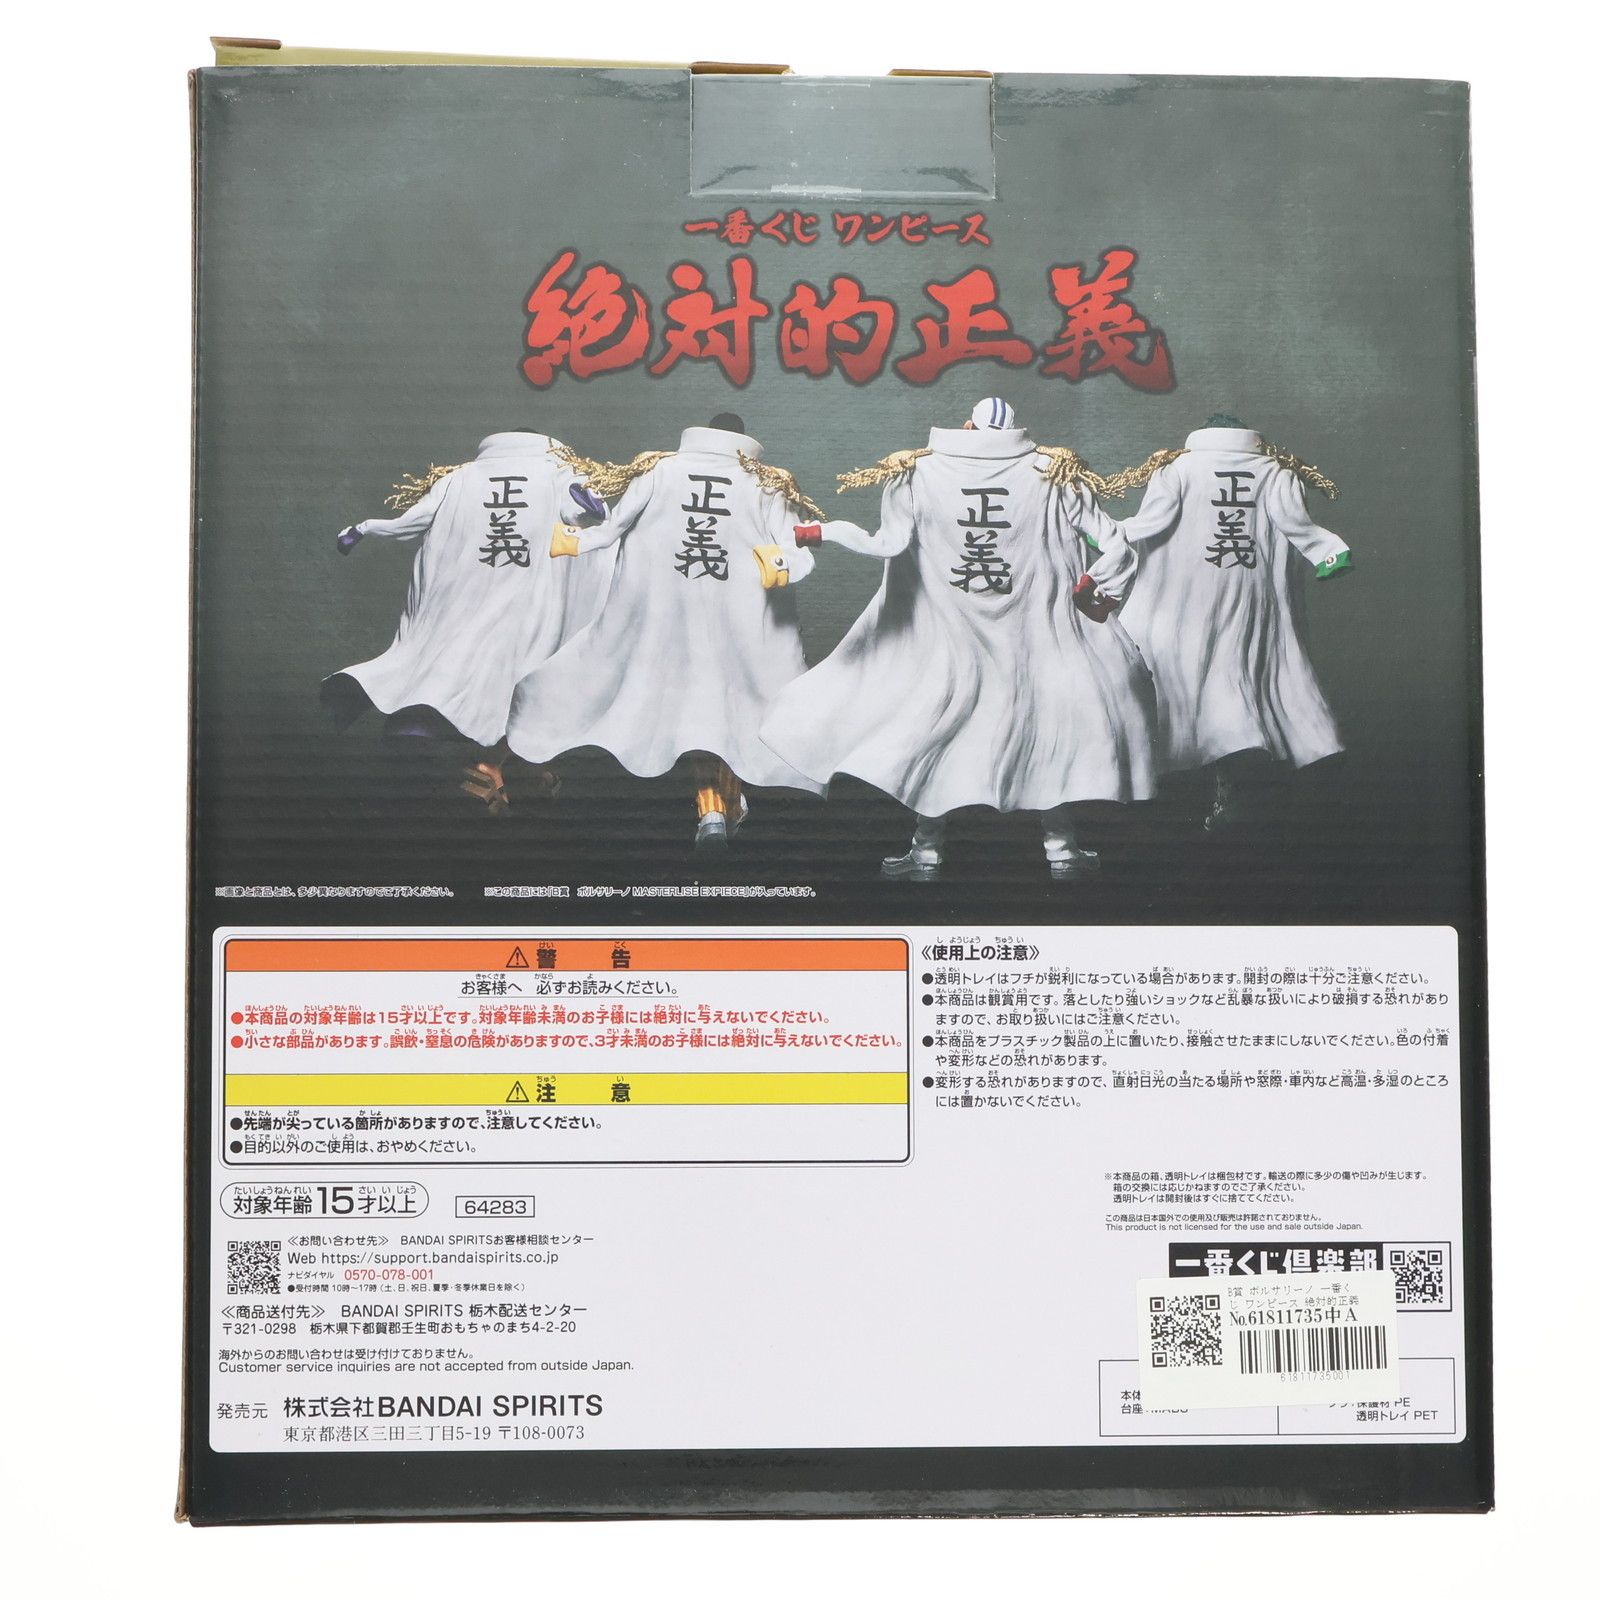 一番くじ ワンピース
絶対的正義
正義
正義
正義
正義
※画像と商品とは、多少異なりますのでご了承ください。
※この商品には「B賞 ボルサリーノ MASTERLISE EXPIECE」が入っています。
⚠警告
お客様へ 必ずお読みください。
●本商品の対象年齢は15才以上です。対象年齢未満のお子様には絶対に与えないでください。
●小さな部品があります。誤飲・窒息の危険がありますので、3才未満のお子様には絶対に与えないでください。
⚠注意
●先端が尖っている箇所がありますので、注意してください。
●目的以外のご使用は、おやめください。
対象年齢15才以上
64283
≪お問い合わせ先≫ BANDAI SPIRITSお客様相談センター
Web https://support.bandaispirits.co.jp
ナビダイヤル 0570-078-001
●受付時間 10時〜17時(土、日、祝日、夏季・冬季休業日を除く)
≪商品送付先≫ BANDAI SPIRITS 栃木配送センター
〒321-0298 栃木県下都賀郡壬生町おもちゃのまち4-2-20
海外からのお問い合わせは受け付けておりません。
Customer service inquiries are not accepted from outside Japan.
発売元 株式会社BANDAI SPIRITS
東京都港区三田三丁目5-19 〒108-0073
≪使用上の注意≫
●透明トレイはフチが鋭利になっている場合があります。開封の際は十分ご注意ください。
●本商品は観賞用です。落としたり強いショックなど乱暴な扱いにより破損する恐れがあり
ますので、お取り扱いにはご注意ください。
●本商品をプラスチック製品の上に置いたり、接触させたままにしないでください。色の付着
や変形などの恐れがあります。
●変形する恐れがありますので、直射日光の当たる場所や窓際・車内など高温・多湿のところ
には置かないでください。
※本商品の箱、透明トレイは梱包材です。輸送の際に多少の傷や凹みが生じます。
箱の交換には応じかねますのでご了承ください。
透明トレイは開封後はすぐに捨ててください。
この商品は日本国外での使用及び販売は許諾されておりません。
This product is not licensed for the use and sale outside Japan.
一番くじ倶楽部
B賞 ボルサリーノ 一番く
じ ワンピース 絶対的正義
No.61811735中A
61811735001
本体
台座:
保護材 PE
透明トレイ PET